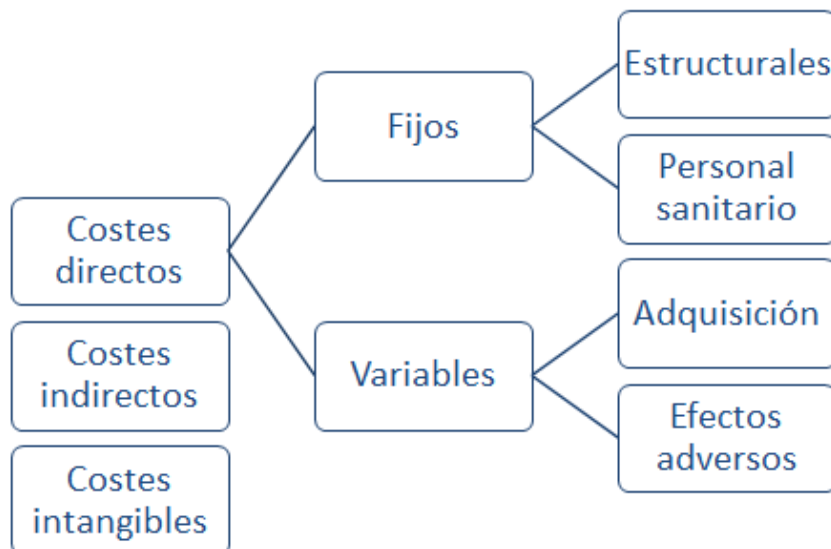 Costes
directos
Costes
indirectos
Costes
intangibles
Fijos
Variables
Estructurales
Personal
sanitario
Adquisición
Efectos
adversos